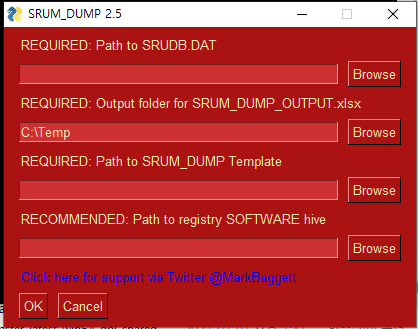 SRUM_DUMP 2.5
REQUIRED: Path to SRUDB.DAT
Browse
REQUIRED: Output folder for SRUM_DUMP_OUTPUT.xlsx
C:\Temp
Browse
REQUIRED: Path to SRUM_DUMP Template
Browse
RECOMMENDED: Path to registry SOFTWARE hive
Browse
Click here for support via Twitter @MarkBaggett
OK
Cancel